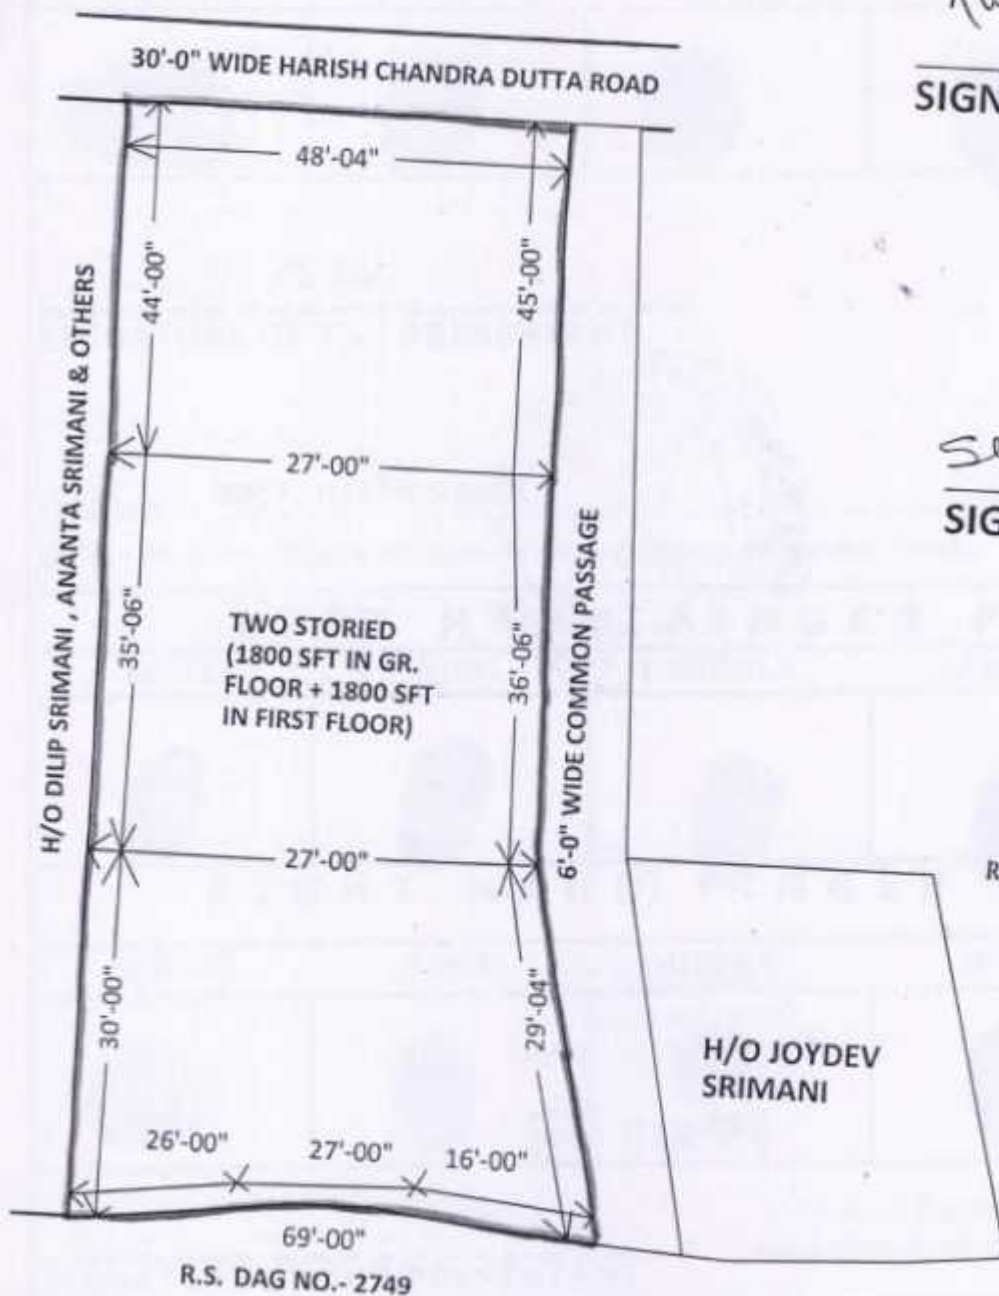 30'-0" WIDE HARISH CHANDRA DUTTA ROAD
SIGN
48'-04"
44'-00"
45'-00"
H/O DILIP SRIMANI , ANANTA SRIMANI & OTHERS
27'-00"
SIG
35'-06"
36'-06"
6'-0" WIDE COMMON PASSAGE
TWO STORIED
(1800 SFT IN GR.
FLOOR + 1800 SFT
IN FIRST FLOOR)
27'-00"
R
30'-00"
29'-04"
H/O JOYDEV
SRIMANI
26'-00"
27'-00"
16'-00"
69'-00"
R.S. DAG NO.- 2749